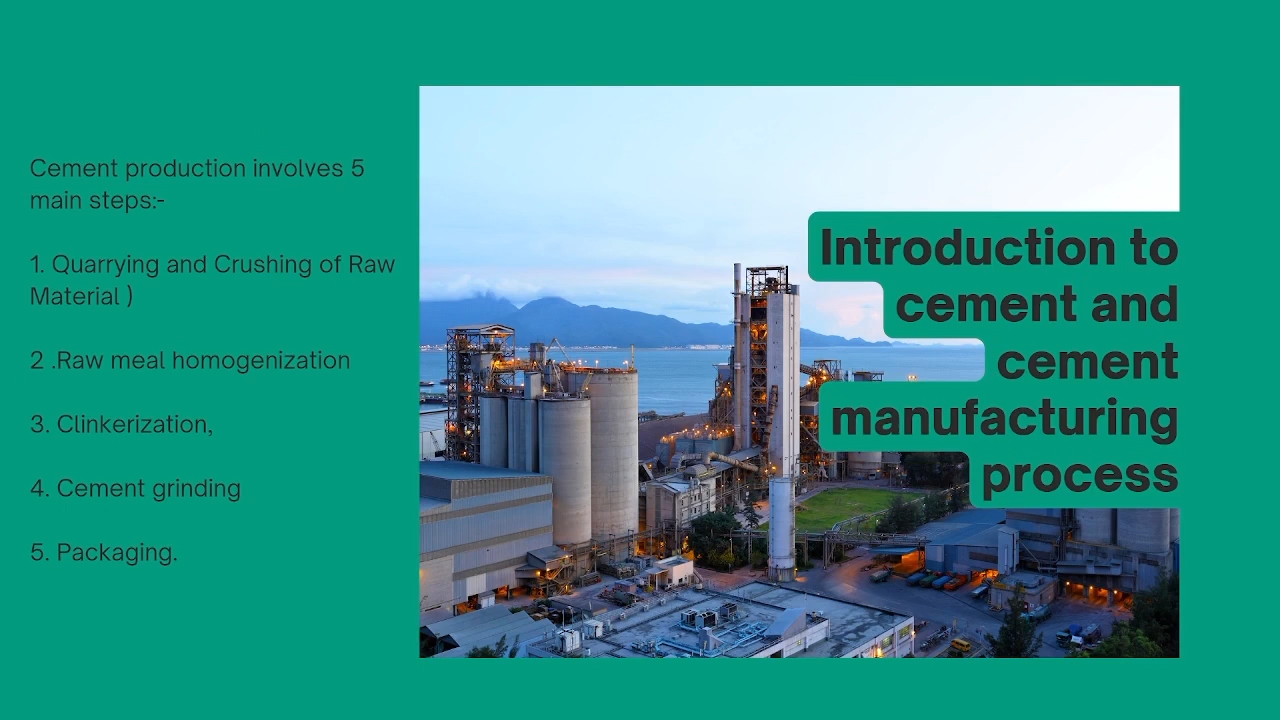 Cement production involves 5
main steps:-
1. Quarrying and Crushing of Raw
Material )
2 .Raw meal homogenization
3. Clinkerization,
4. Cement grinding
5. Packaging.
Introduction to
cement and
cement
manufacturing
process